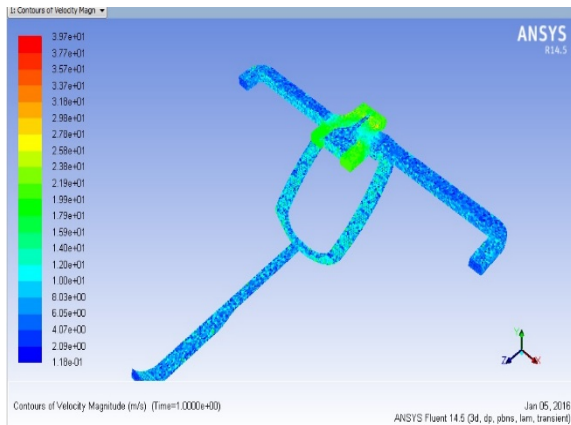 1: Contours of Velocity Magn
ANSYS
R14.5
3.97e+01
3.77e+01
3.57e+01
3.37e+01
3.18e+01
2.98e+01
2.78e+01
2.58e+01
2.38e+01
2.19e+01
1.99e+01
1.79e+01
1.59e+01
1.40e+01
1.20e+01
1.00e+01
8.03e+00
6.05e+00
4.07e+00
2.09e+00
1.18e-01
Y
Z
X
Contours of Velocity Magnitude (m/s) (Time=1.0000e+00)
Jan 05, 2016
ANSYS Fluent 14.5 (3d, dp, pbns, lam, transient)